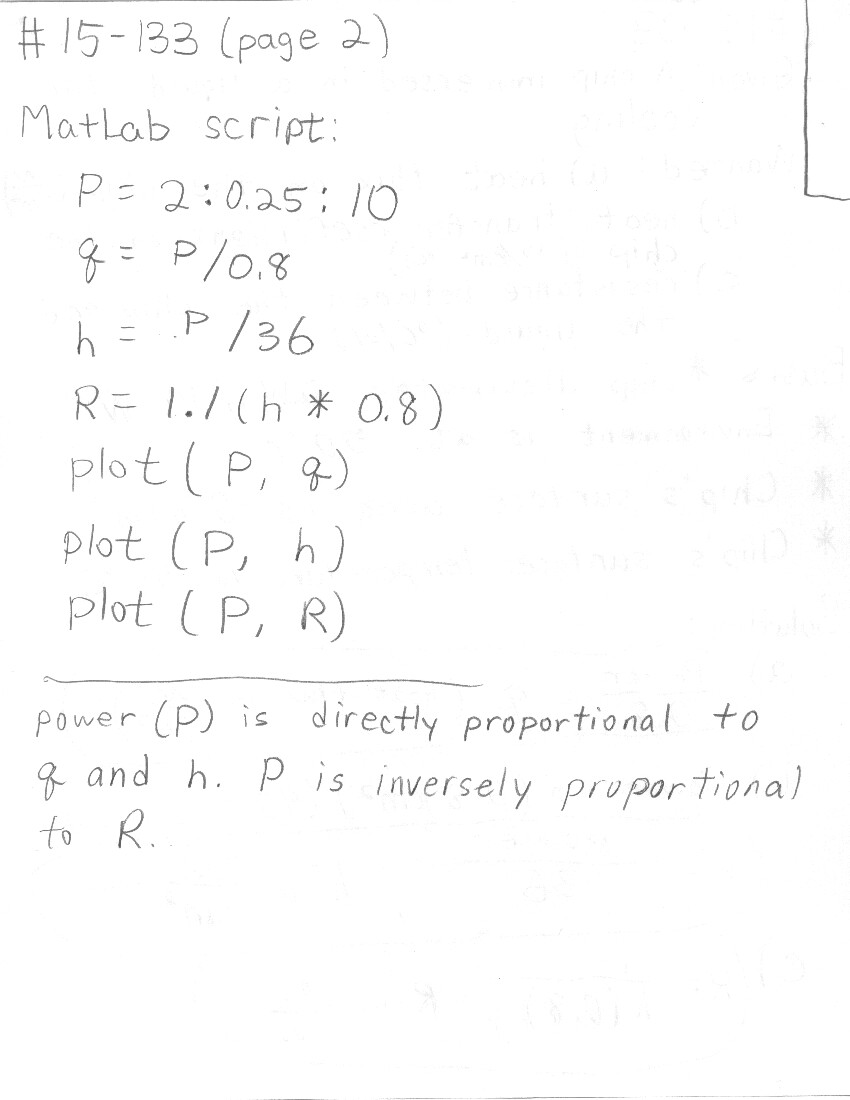 #15-133 (page 2)
MatLab script:
P = 2:0.25:10
q = P/0.8
h = P/36
R = 1./(h * 0.8)
plot(P, q)
plot (P, h)
plot (P, R)
power (P) is directly proportional to
q and h. P is inversely proportional
to R.